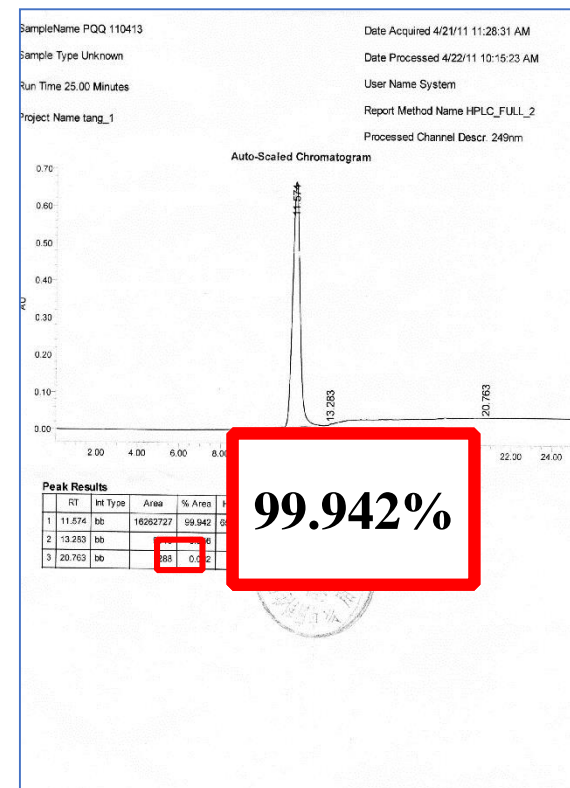 SampleName PQQ 110413
Date Acquired 4/21/11 11:28:31 AM
Sample Type Unknown
Date Processed 4/22/11 10:15:23 AM
Run Time 25.00 Minutes
User Name System
Project Name tang_1
Report Method Name HPLC_FULL_2
Processed Channel Descr. 249nm
Auto-Scaled Chromatogram
0.70
0.60
0.50
0.40
0.30
0.20
0.10
0.00
AU
11.574
13.283
20.763
2.00 4.00 6.00 8.00 22.00 24.00
99.942%
Peak Results
RT Int Type Area % Area
1 11.574 bb 16262727 99.942
2 13.283 bb
3 20.763 bb